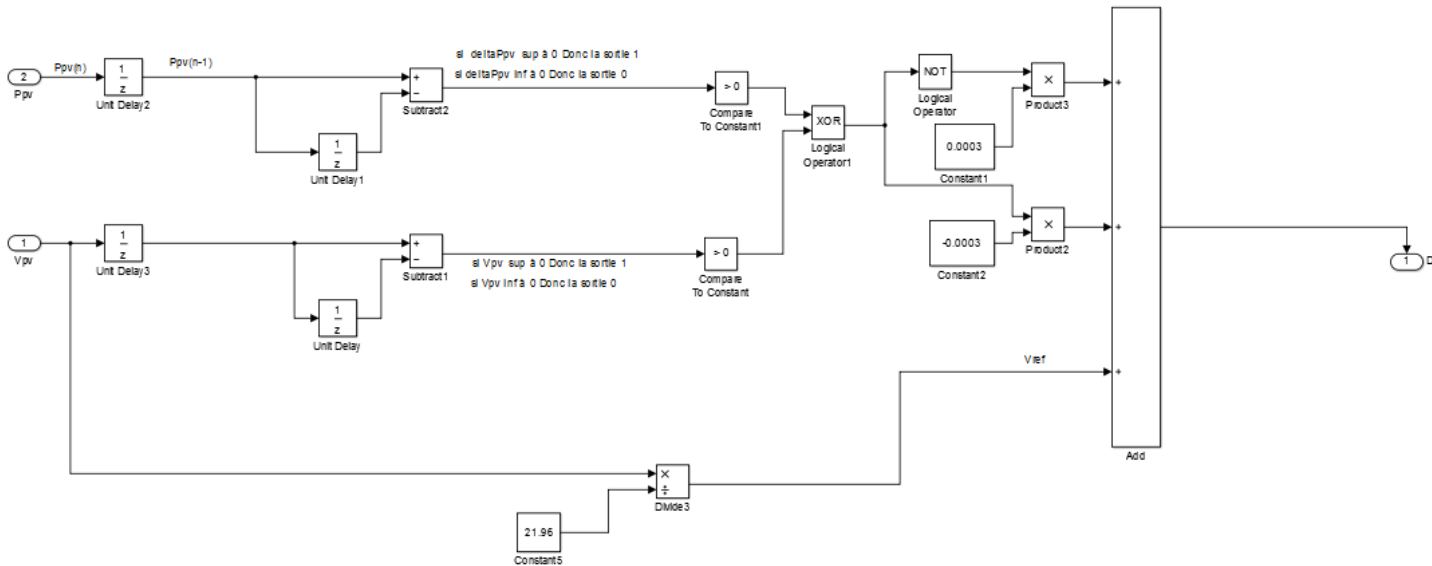 2
Ppv
Ppv(n)
1
z
Unit Delay2
Ppv(n-1)
1
z
Unit Delay1
+
−
Subtract2
si deltaPpv sup à 0 Donc la sortie 1
si deltaPpv inf à 0 Donc la sortie 0
> 0
Compare
To Constant1
XOR
Logical
Operator1
NOT
Logical
Operator
0.0003
Constant1
×
Product3
-0.0003
Constant2
×
Product2
1
Vpv
1
z
Unit Delay3
1
z
Unit Delay
+
−
Subtract1
si Vpv sup à 0 Donc la sortie 1
si Vpv inf à 0 Donc la sortie 0
> 0
Compare
To Constant
21.96
Constant5
×
÷
Divide3
Vref
+
+
+
Add
1
D